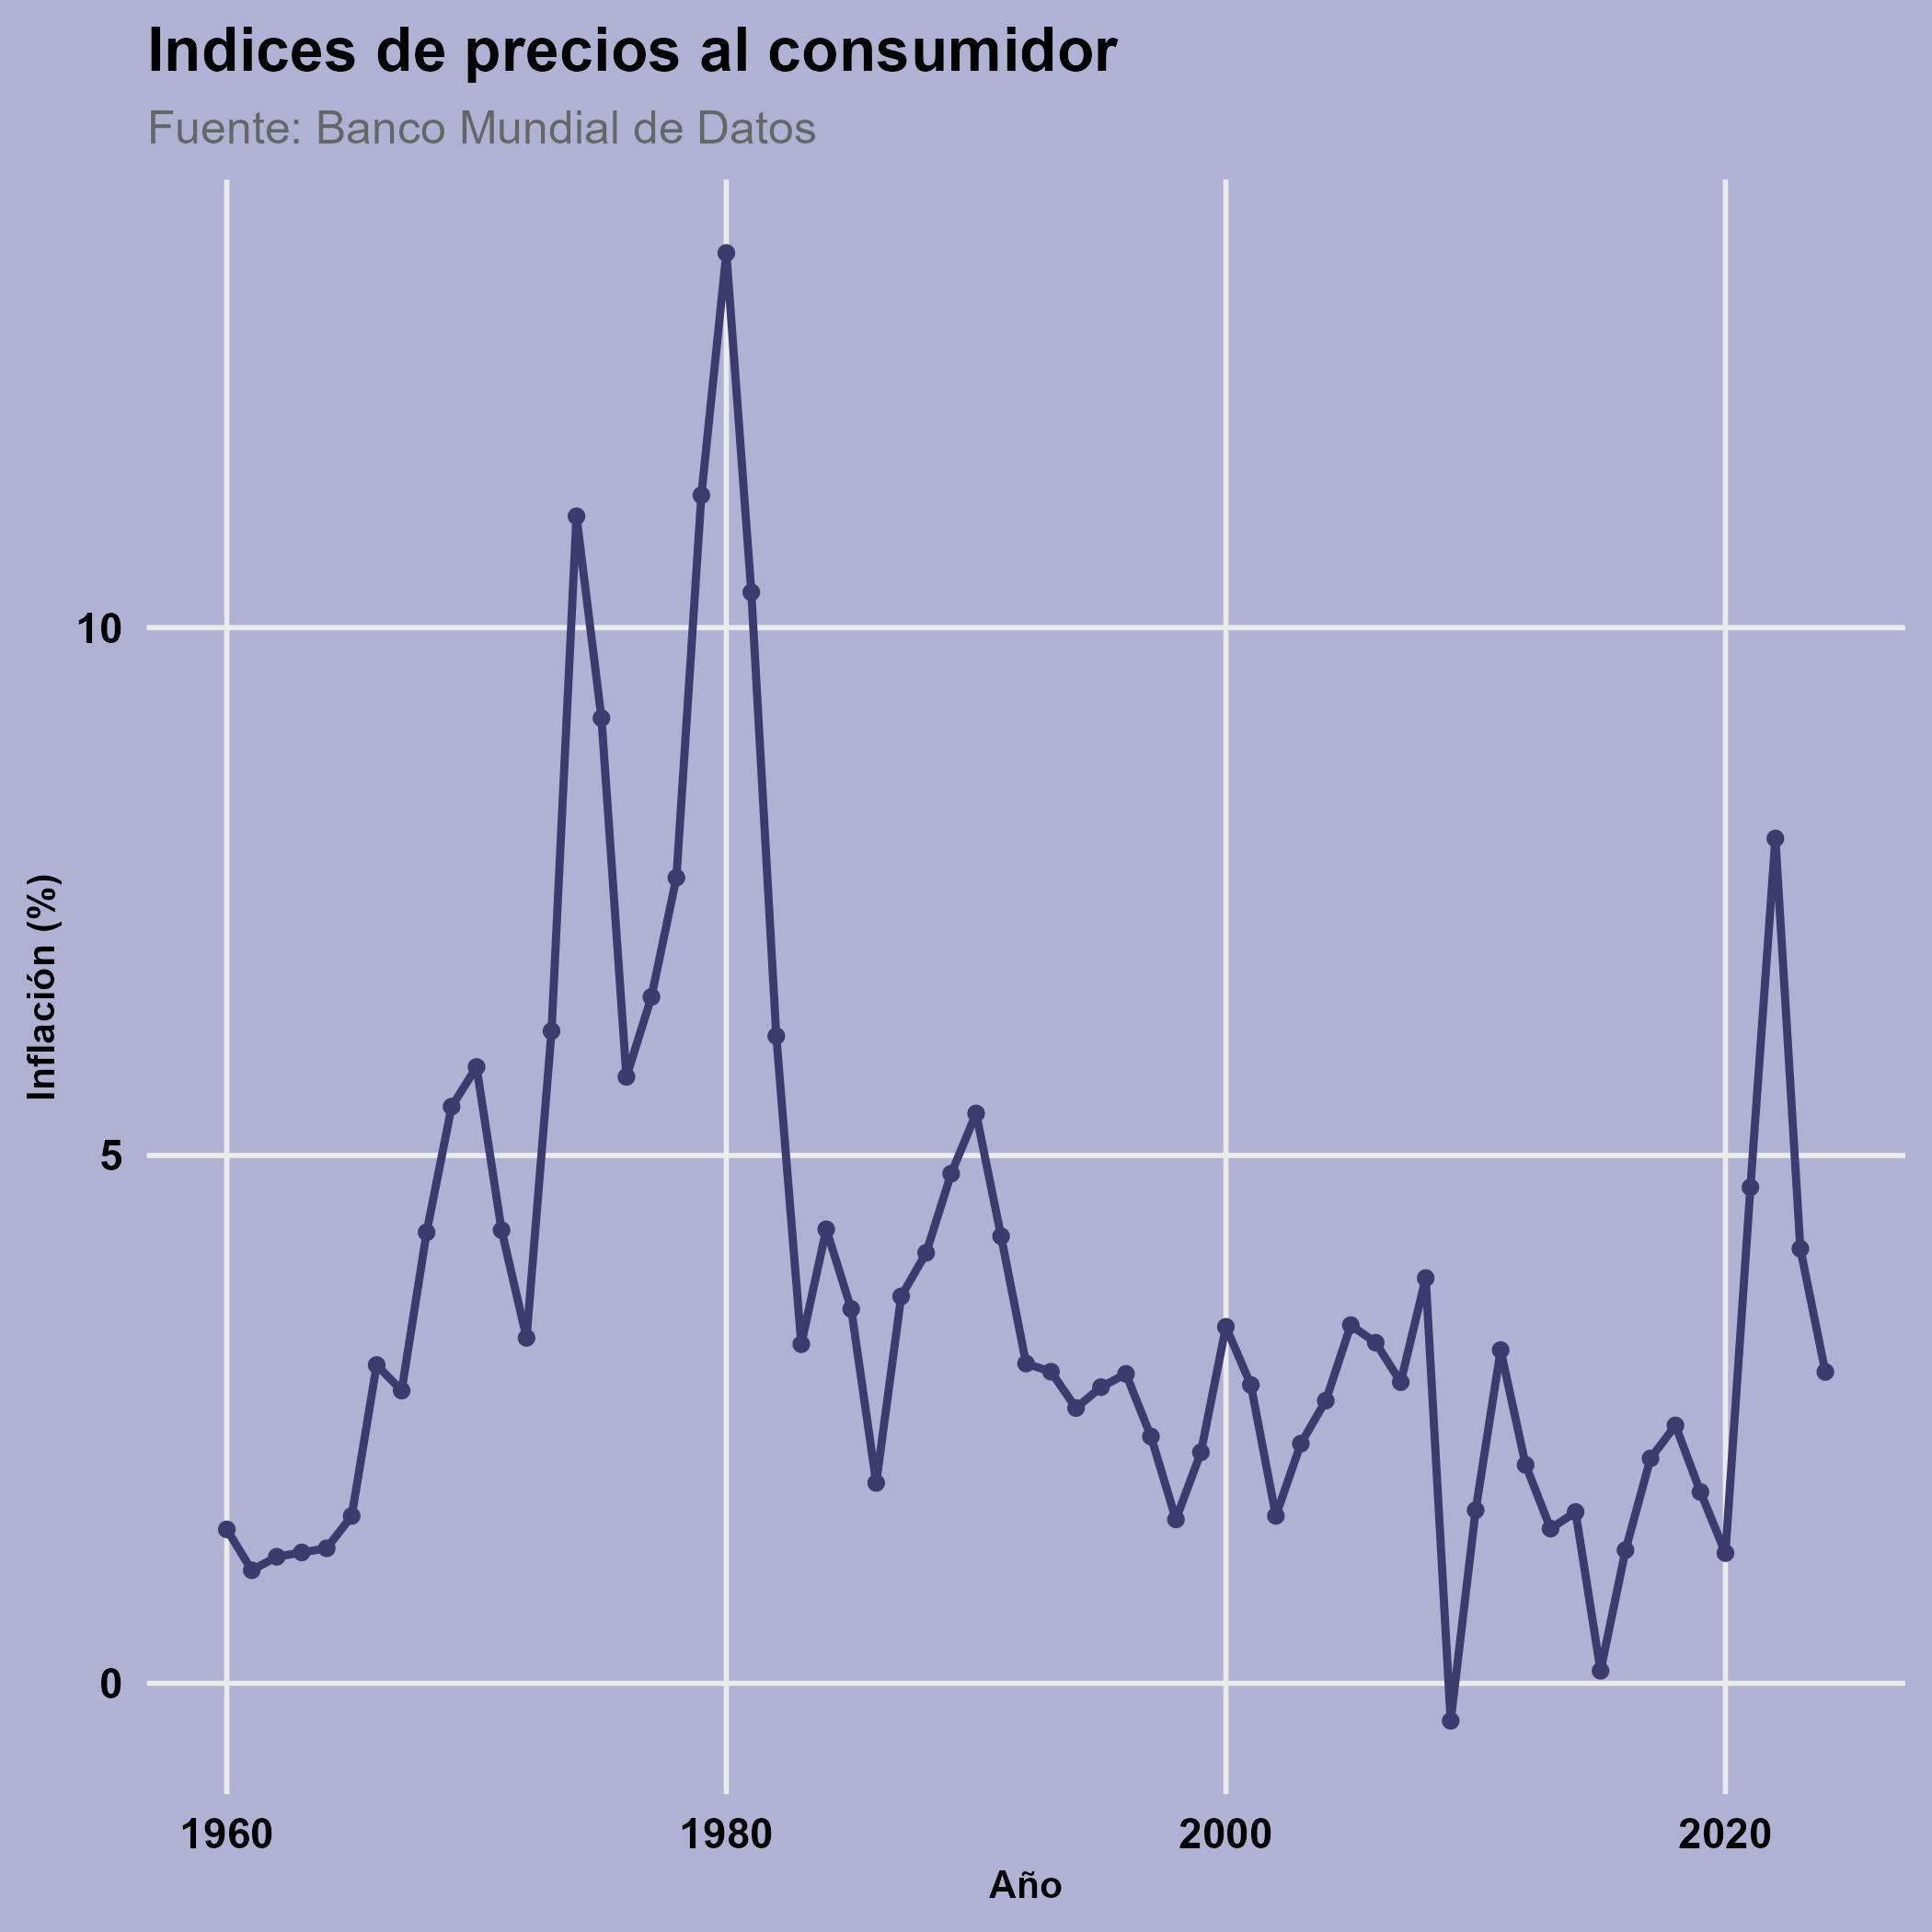 Indices de precios al consumidor
Fuente: Banco Mundial de Datos
Inflación (%)
10
5
0
1960 1980 2000 2020
Año